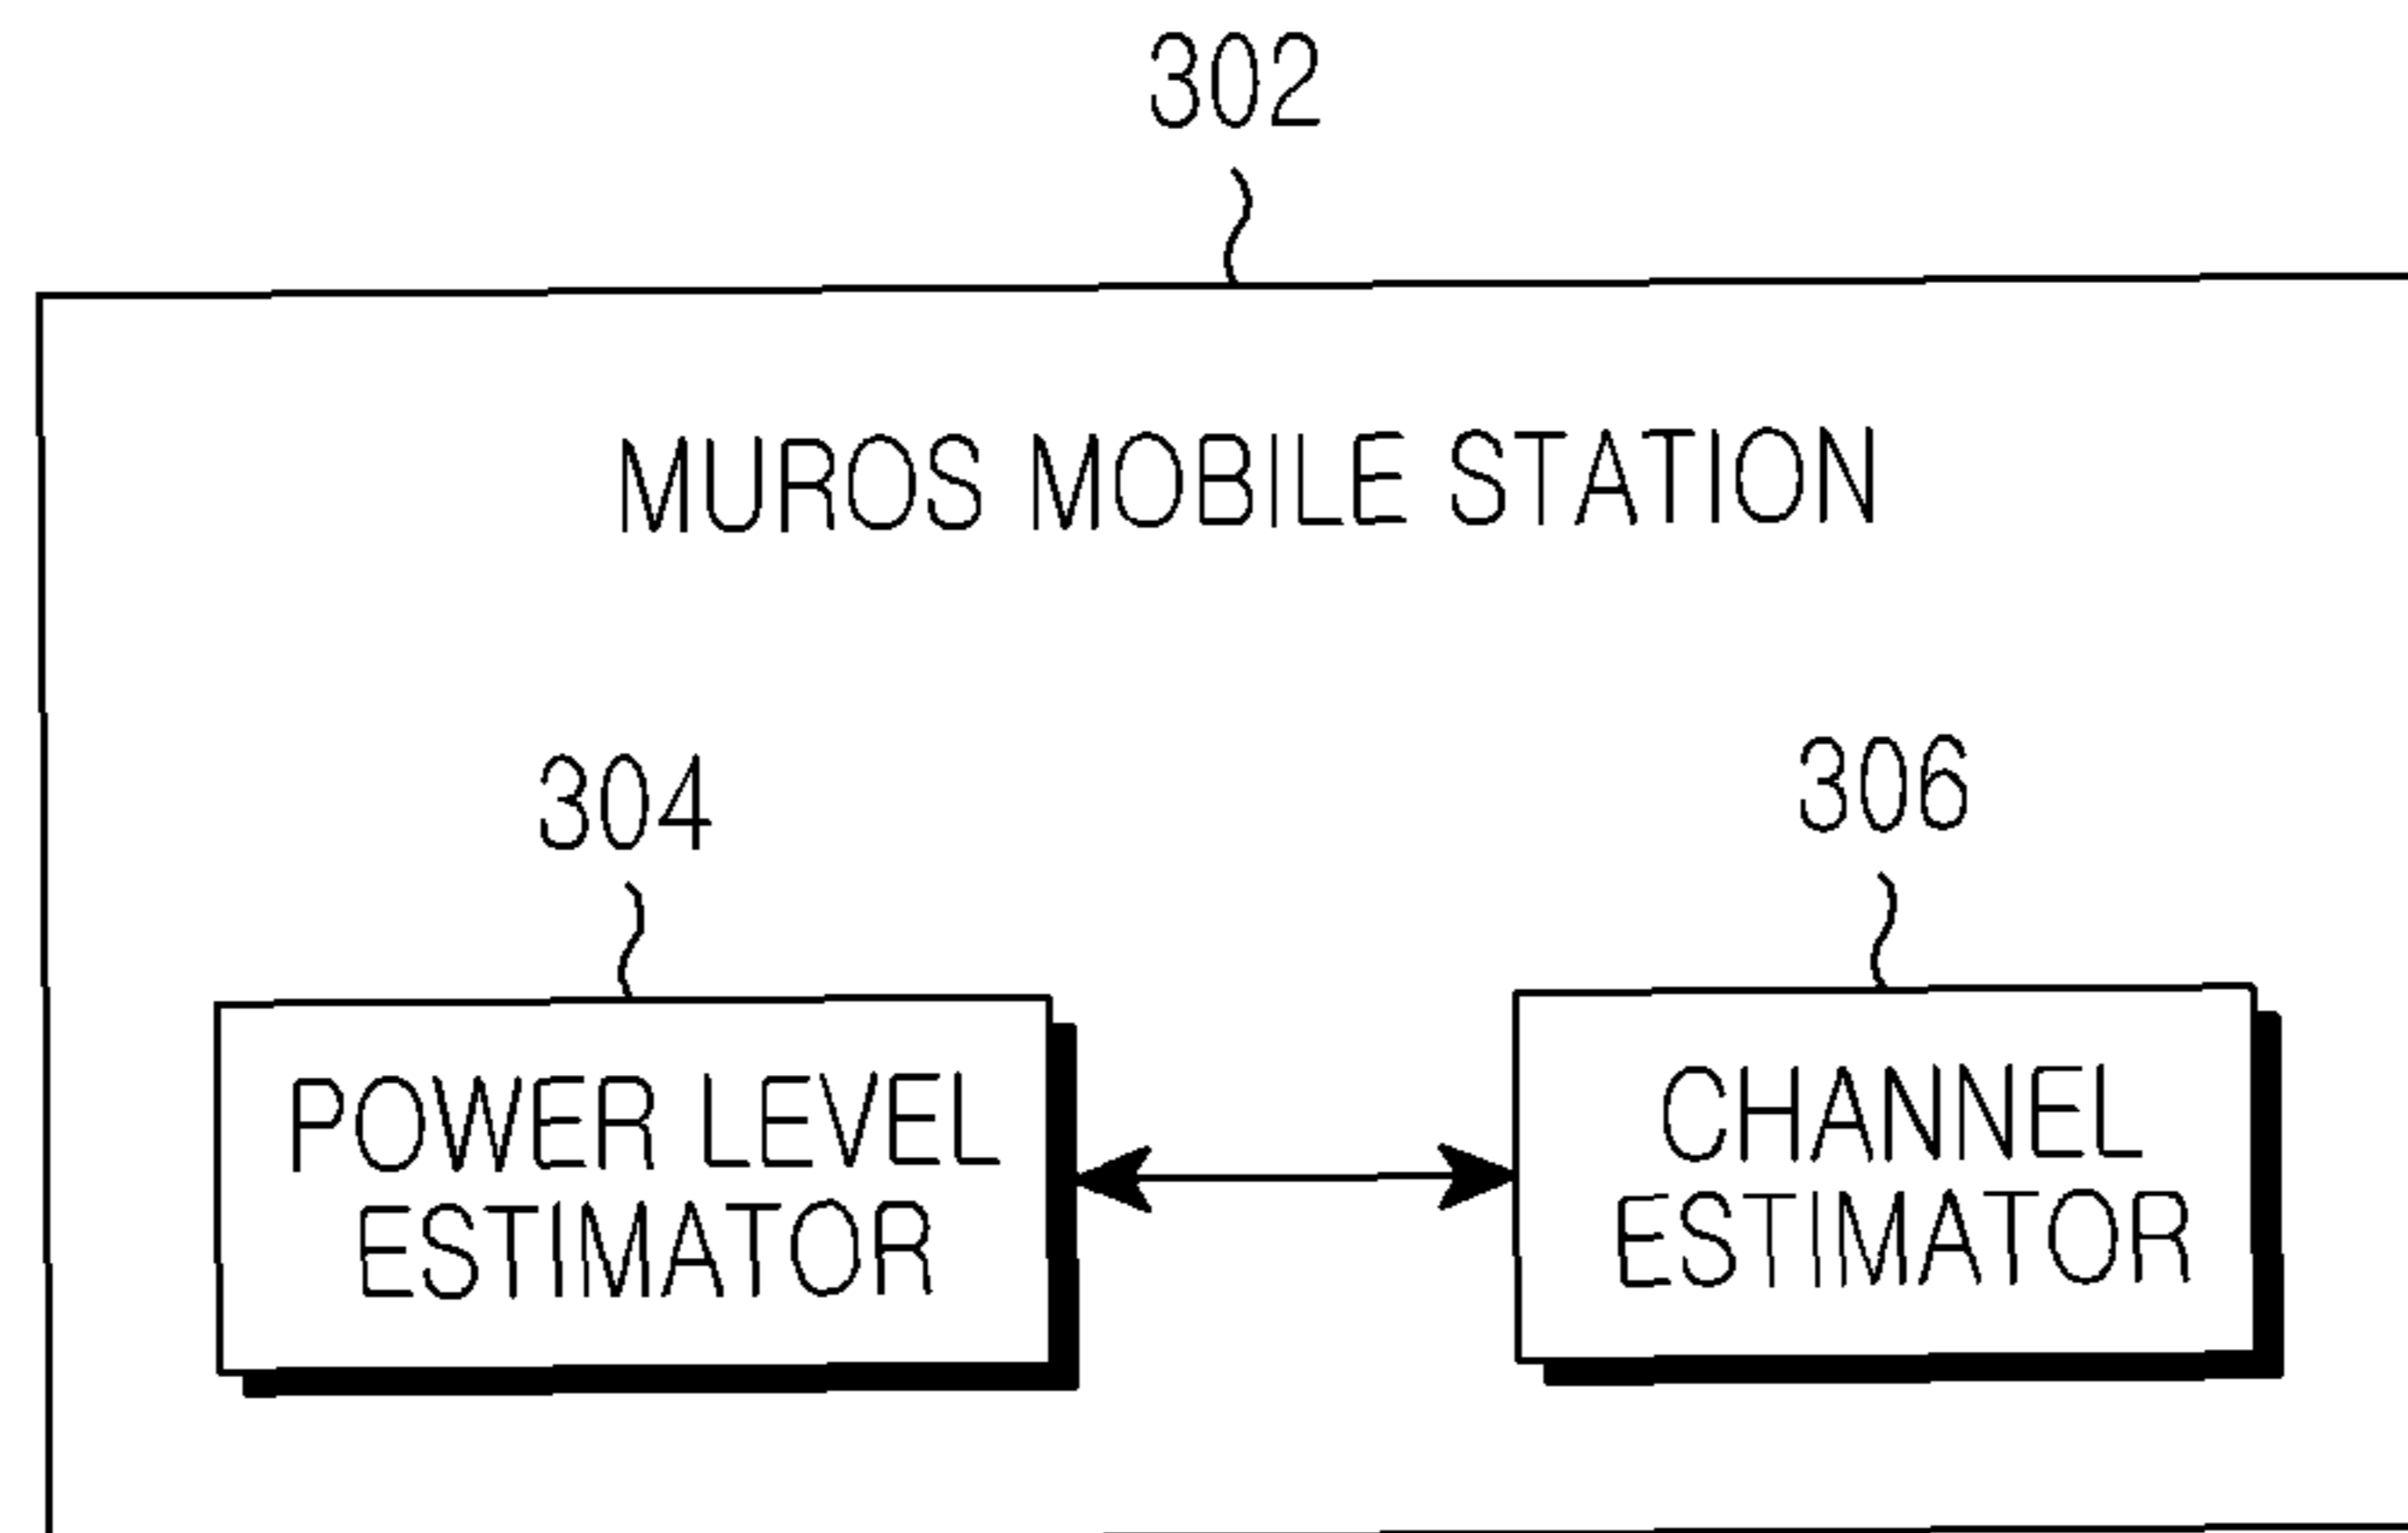 302
MUROS MOBILE STATION
304
306
POWER LEVEL
ESTIMATOR
CHANNEL
ESTIMATOR